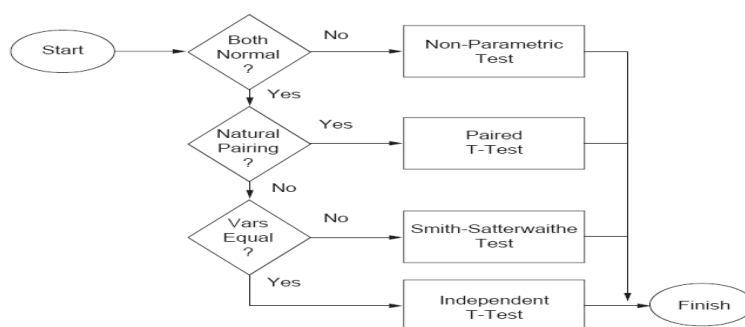 Start
Both
Normal
?
No
Non-Parametric
Test
Yes
Natural
Pairing
?
Yes
Paired
T-Test
No
Vars
Equal
?
No
Smith-Satterwaithe
Test
Yes
Independent
T-Test
Finish